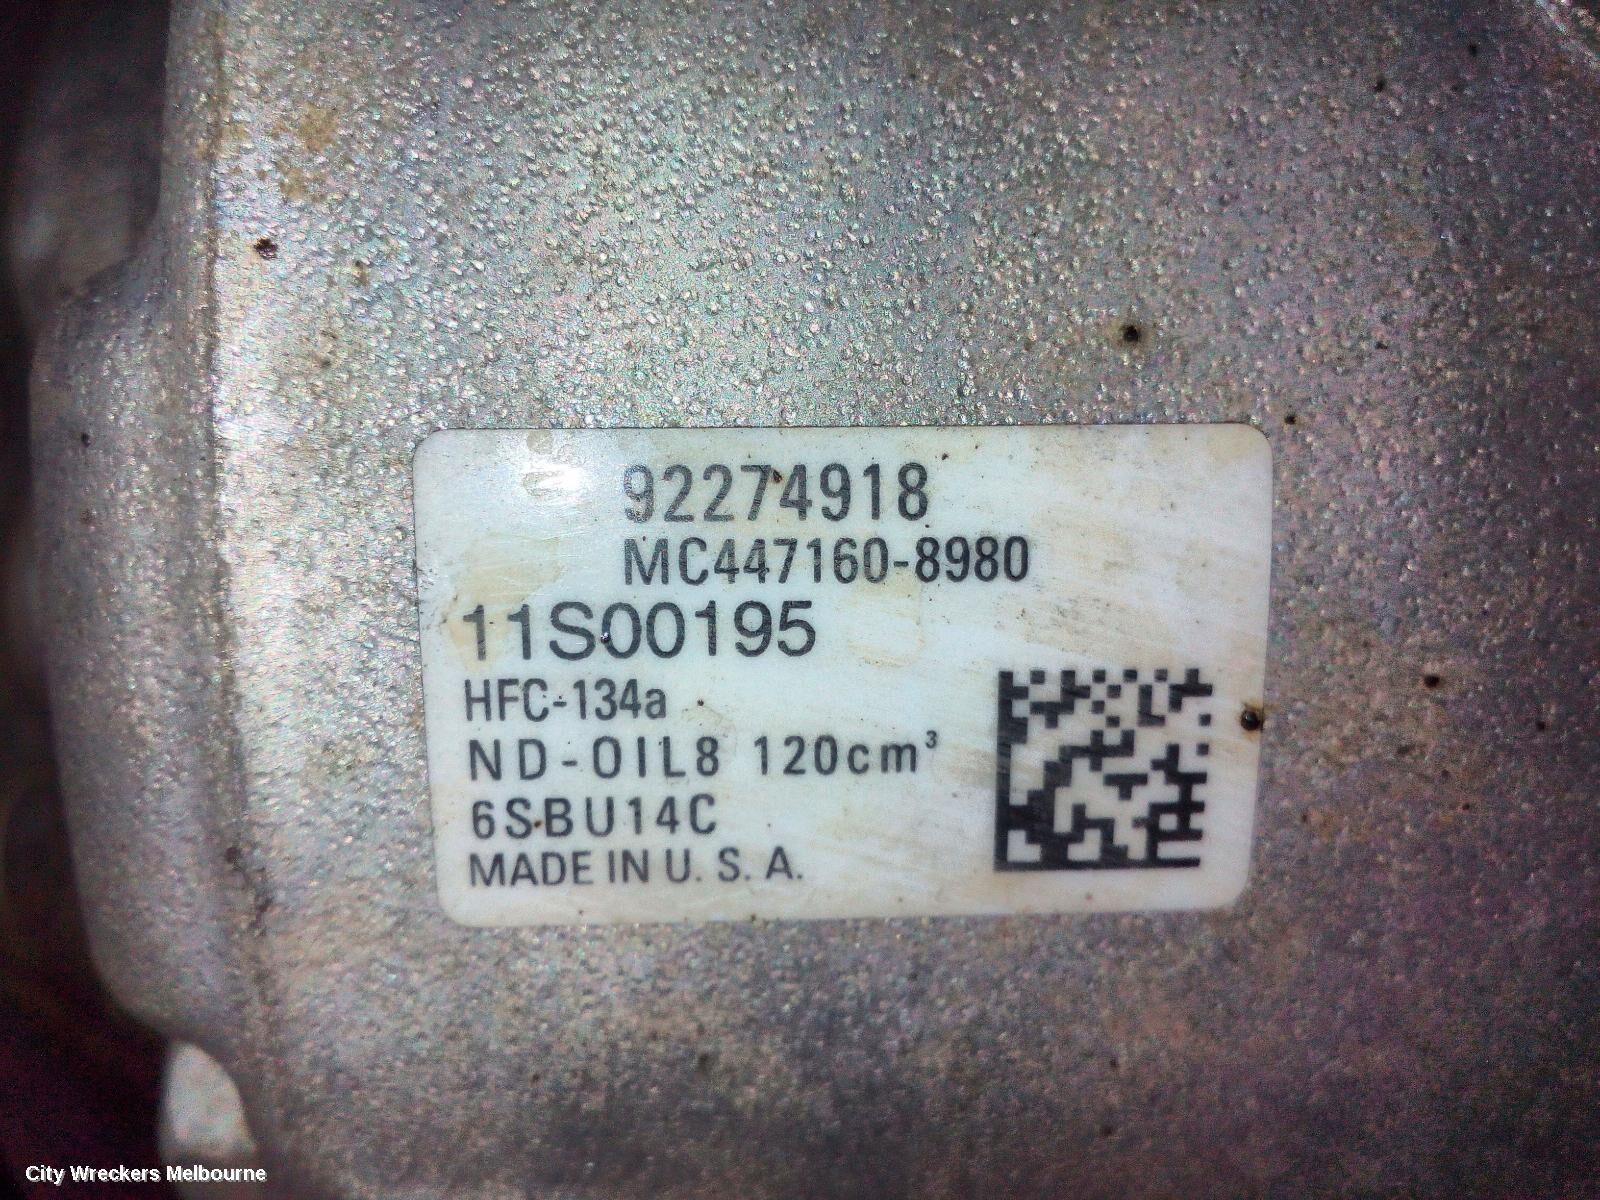 92274918
MC447160-8980
11S00195
HFC-134a
ND-OIL8 120cm³
6SBU14C
MADE IN U. S. A.
City Wreckers Melbourne